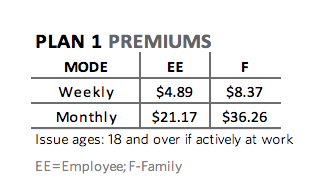 PLAN 1 PREMIUMS
MODE EE F
Weekly $4.89 $8.37
Monthly $21.17 $36.26
Issue ages: 18 and over if actively at work
EE=Employee; F-Family